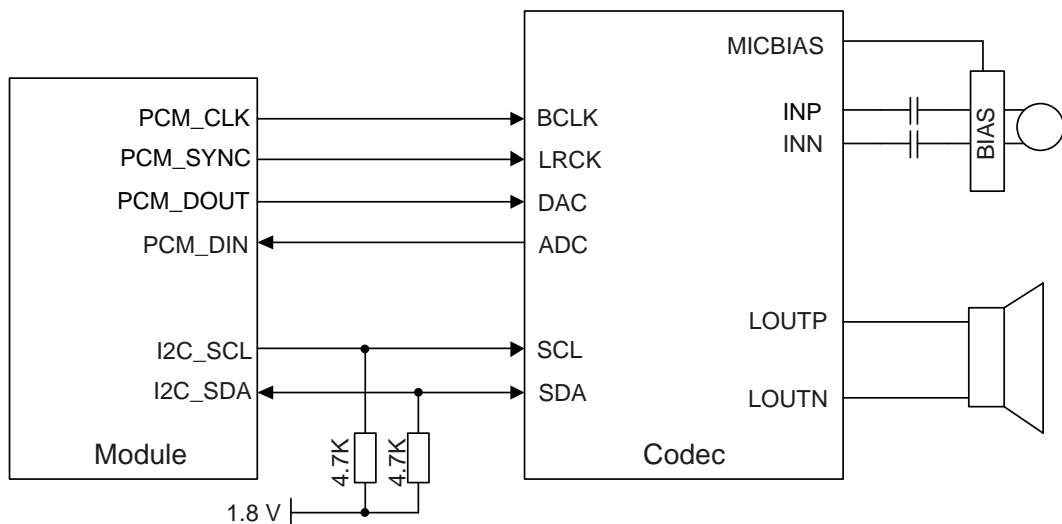 MICBIAS
PCM_CLK
BCLK
INP
PCM_SYNC
LRCK
INN
BIAS
PCM_DOUT
DAC
PCM_DIN
ADC
LOUTP
I2C_SCL
SCL
I2C_SDA
SDA
LOUTN
4.7K
4.7K
Module
Codec
1.8 V